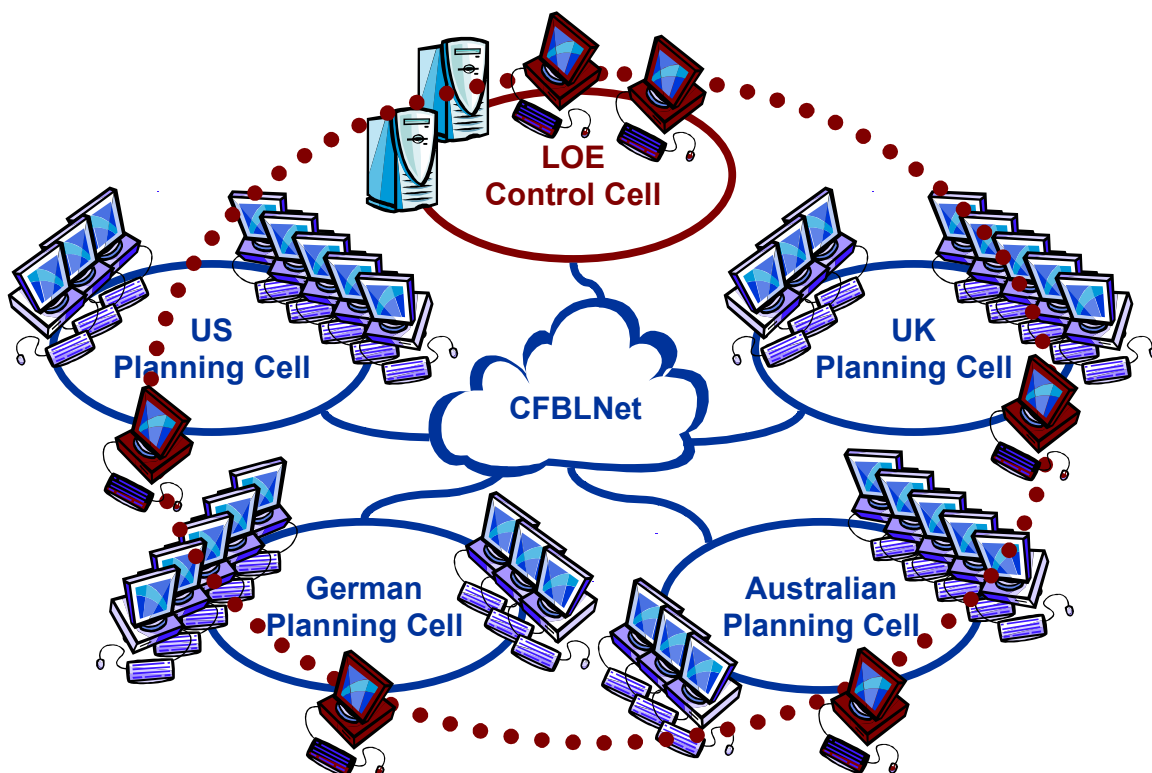 LOE
Control Cell
US
Planning Cell
UK
Planning Cell
CFBLNet
German
Planning Cell
Australian
Planning Cell